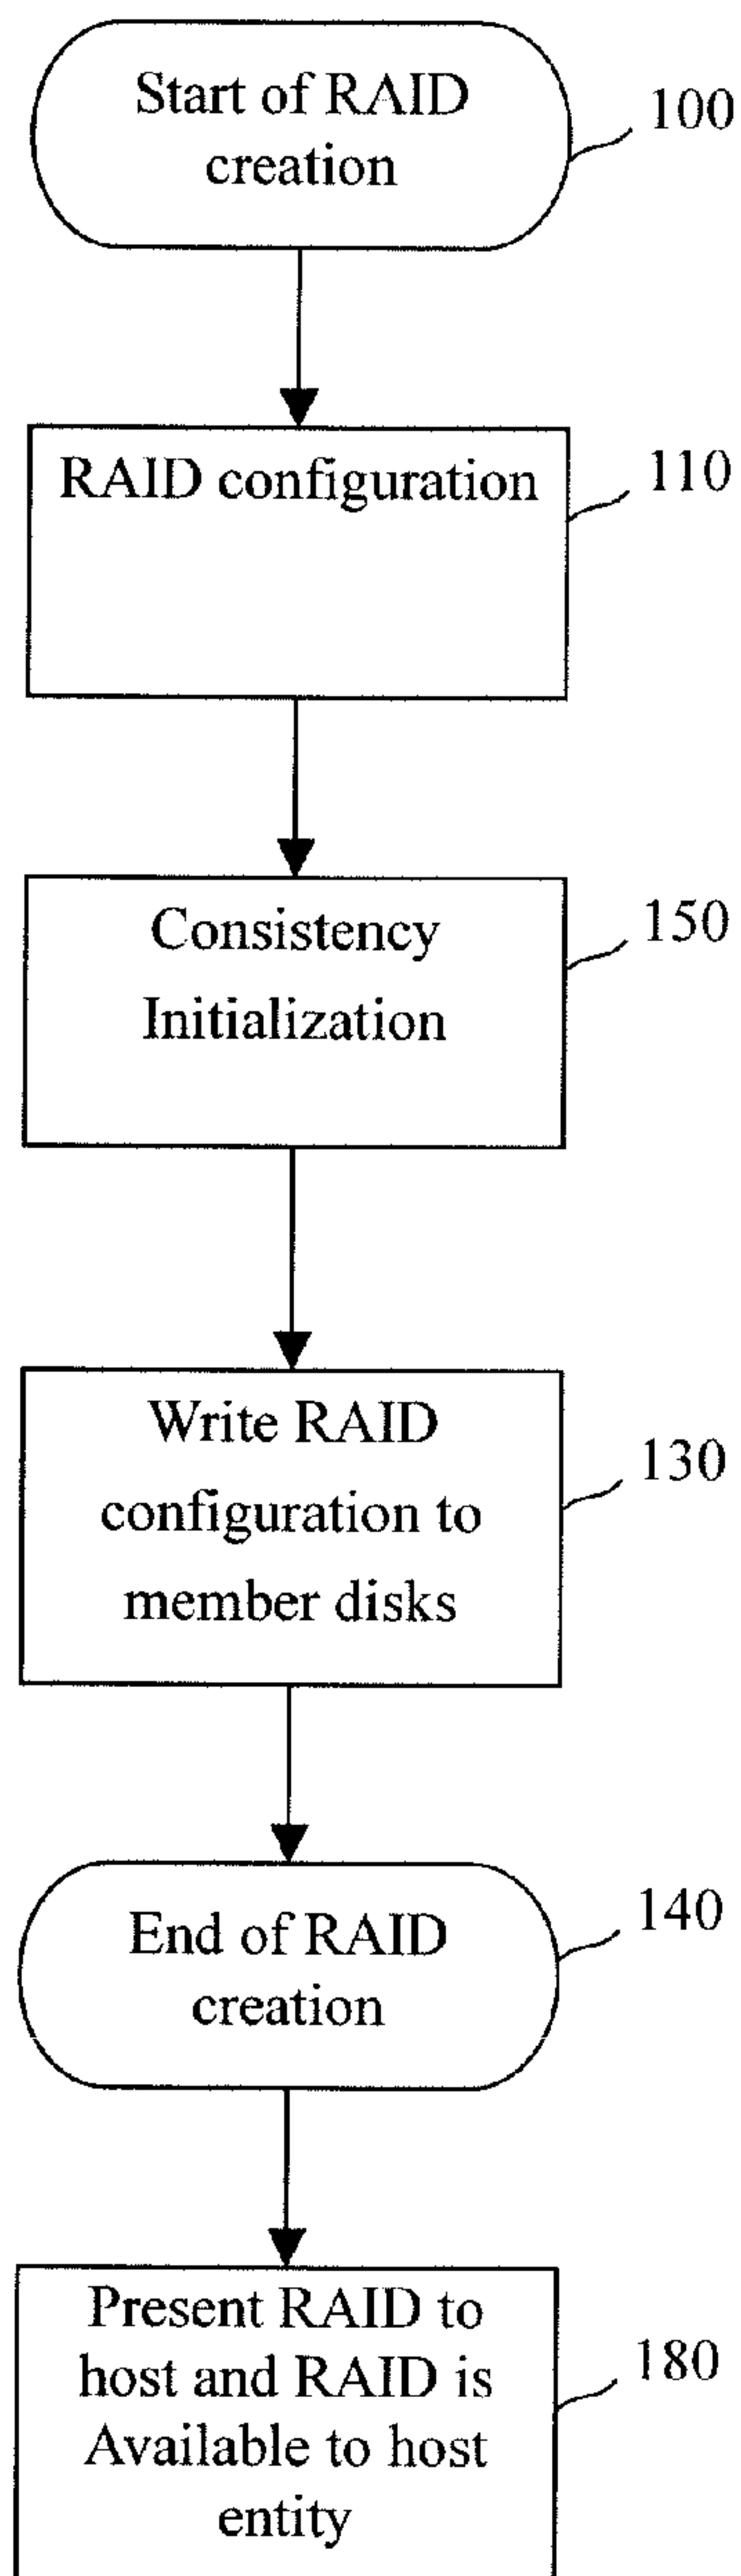 Start of RAID
creation
100
RAID configuration
110
Consistency
Initialization
150
Write RAID
configuration to
member disks
130
End of RAID
creation
140
Present RAID to
host and RAID is
Available to host
entity
180